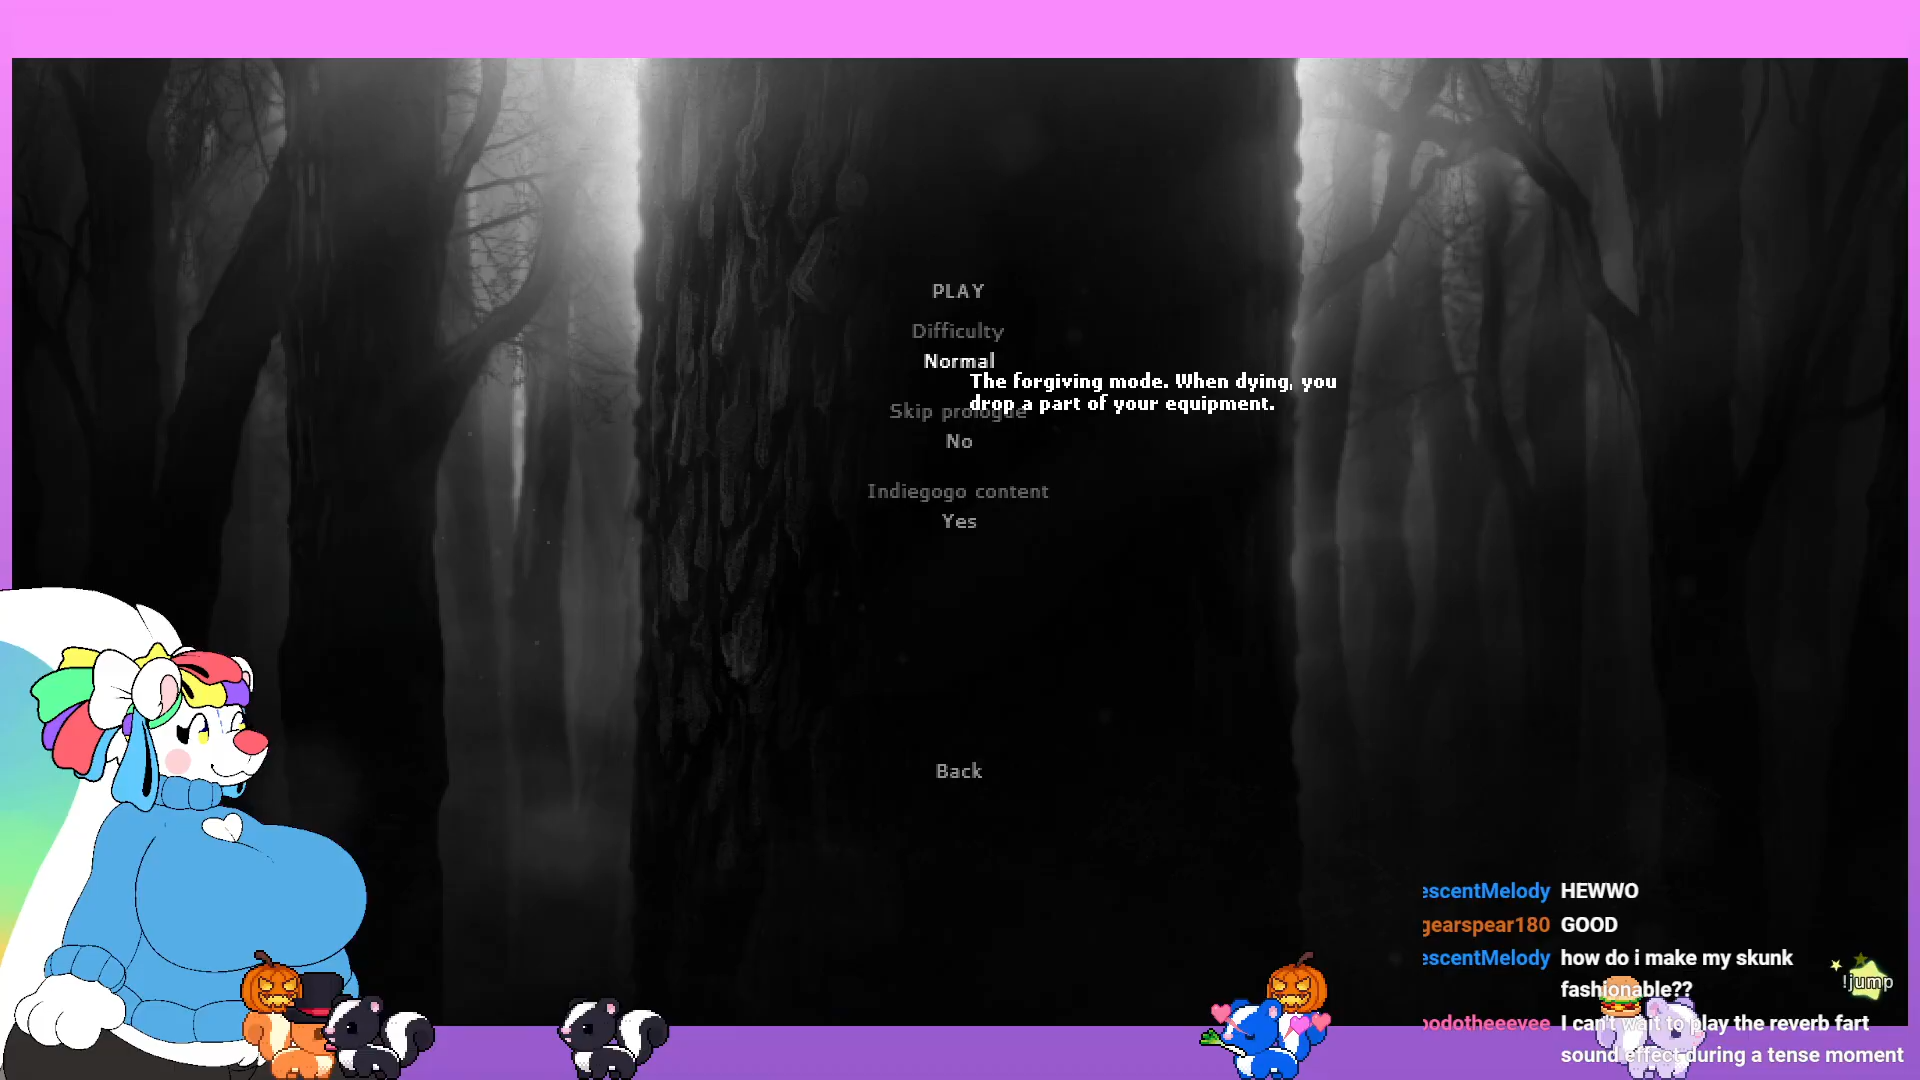 PLAY
Difficulty
Normal
The forgiving mode. When dying, you
drop a part of your equipment.
Skip prologue
No
Indiegogo content
Yes
Back
escentMelody HEWWO
gearspear180 GOOD
escentMelody how do i make my skunk
fashionable??
!jump
podotheeevee I can't wait to play the reverb fart
sound effect during a tense moment